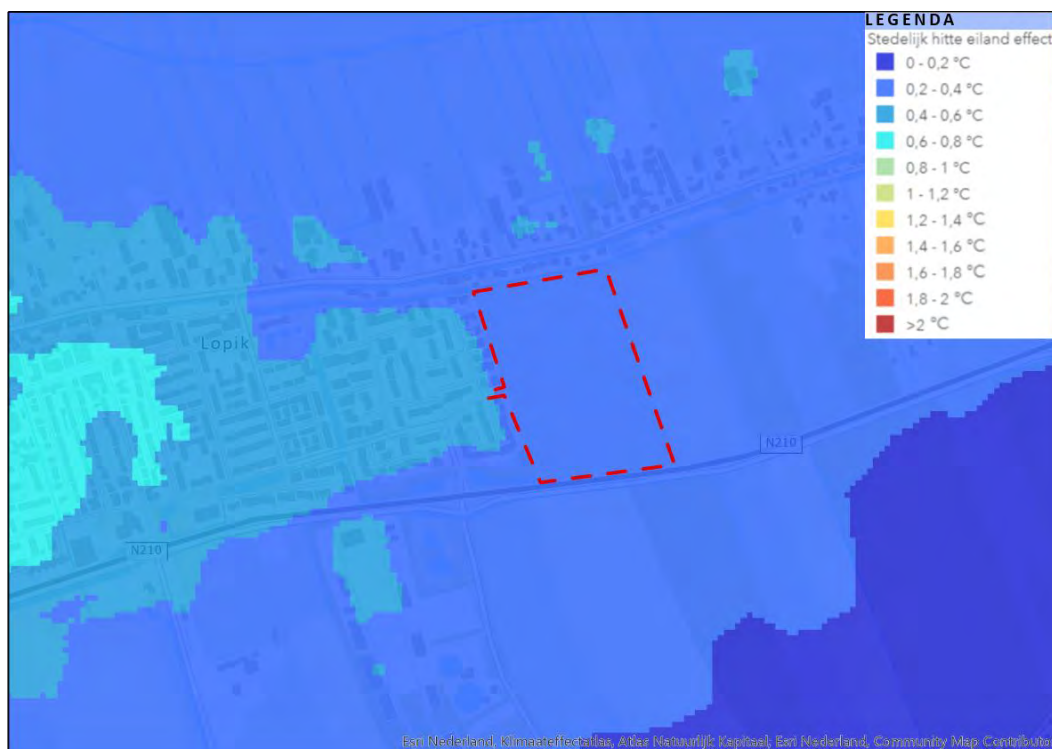 LEGENDA
Stedelijk hitte eiland effect
0 - 0,2 °C
0,2 - 0,4 °C
0,4 - 0,6 °C
0,6 - 0,8 °C
0,8 - 1 °C
1 - 1,2 °C
1,2 - 1,4 °C
1,4 - 1,6 °C
1,6 - 1,8 °C
1,8 - 2 °C
>2 °C
Lopik
N210
N210
Esri Nederland, Klimaateffectatlas, Atlas Natuurlijk Kapitaal, Esri Nederland, Community Map Contributo